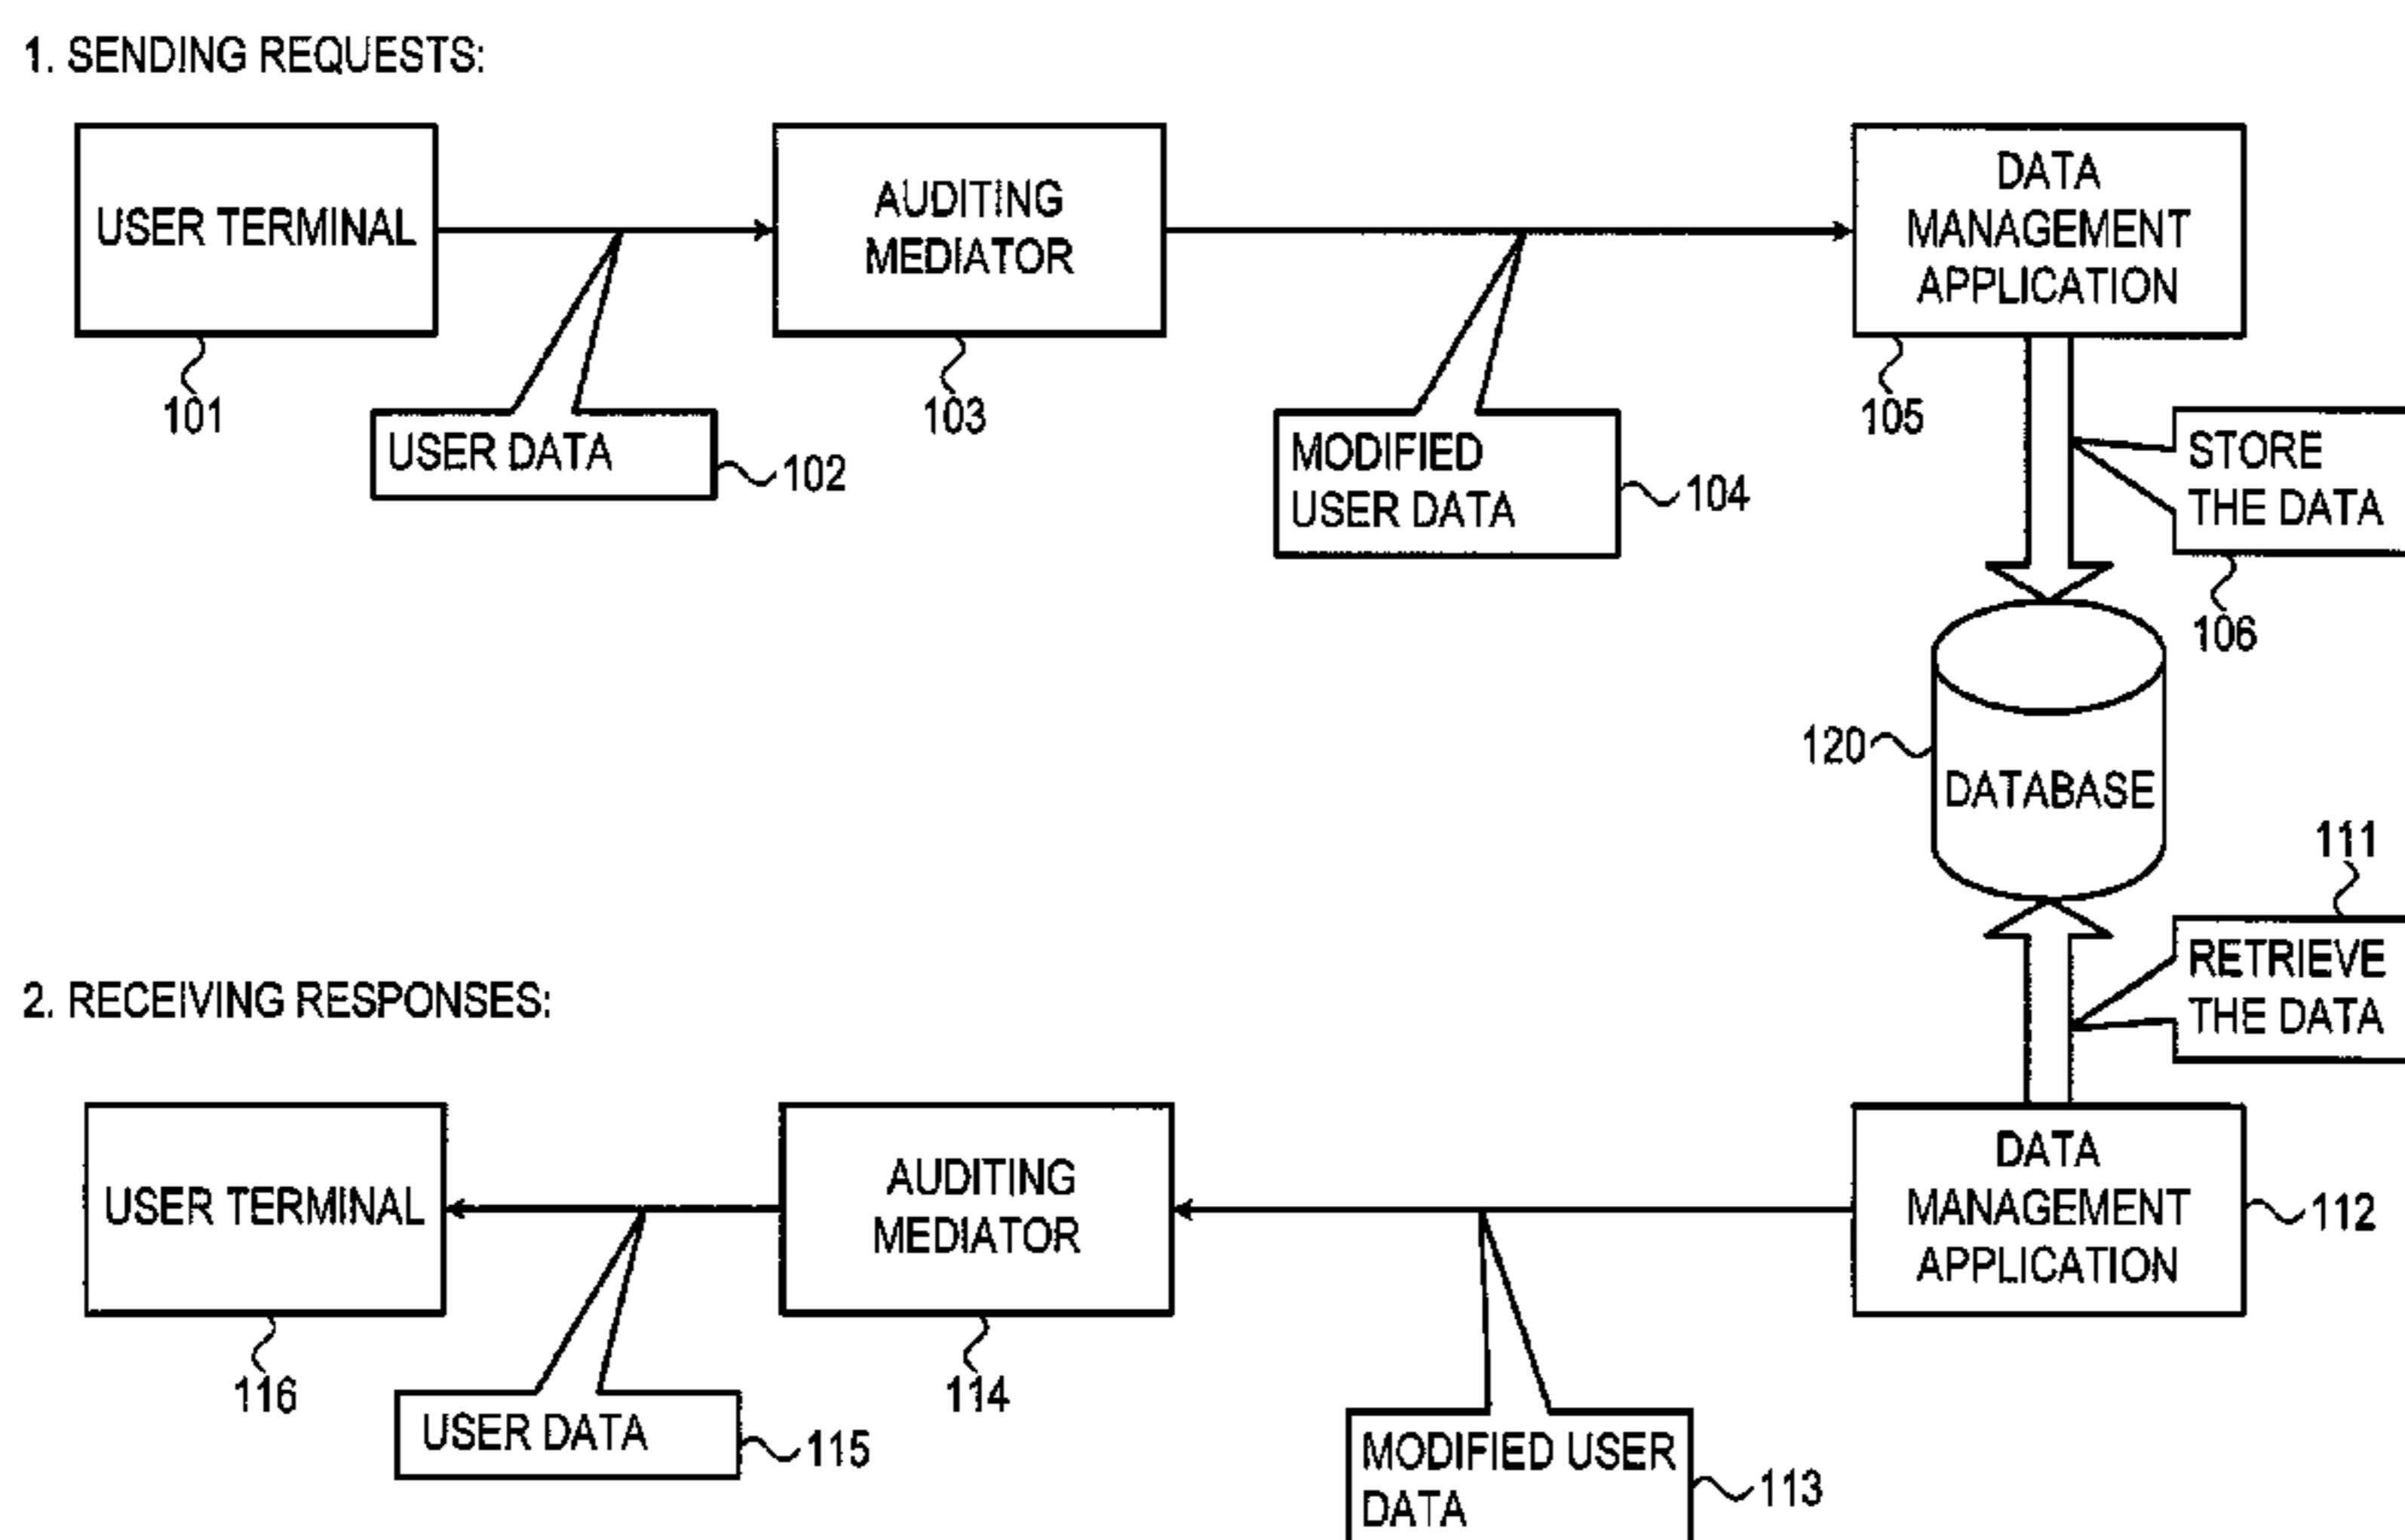 1. SENDING REQUESTS:
USER TERMINAL
AUDITING
MEDIATOR
DATA
MANAGEMENT
APPLICATION
101
103
105
USER DATA
102
MODIFIED
USER DATA
104
STORE
THE DATA
106
120
DATABASE
111
RETRIEVE
THE DATA
2. RECEIVING RESPONSES:
USER TERMINAL
AUDITING
MEDIATOR
DATA
MANAGEMENT
APPLICATION
112
116
114
USER DATA
115
MODIFIED USER
DATA
113